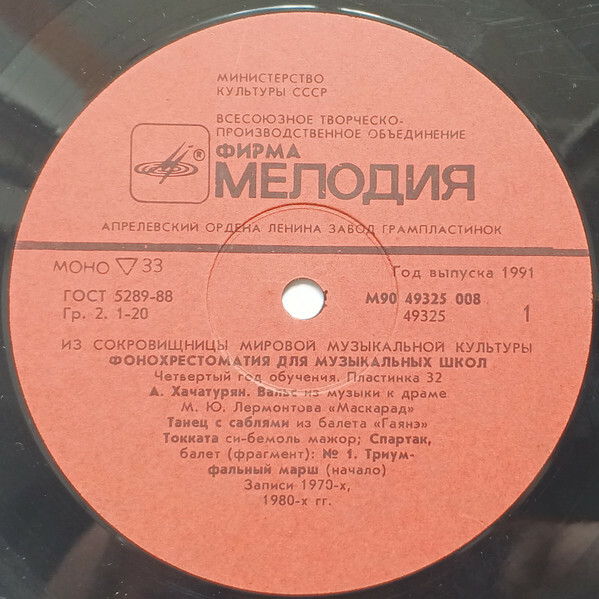 МИНИСТЕРСТВО
КУЛЬТУРЫ СССР
ВСЕСОЮЗНОЕ ТВОРЧЕСКО-
ПРОИЗВОДСТВЕННОЕ ОБЪЕДИНЕНИЕ
®
ФИРМА
МЕЛОДИЯ
АПРЕЛЕВСКИЙ ОРДЕНА ЛЕНИНА ЗАВОД ГРАМПЛАСТИНОК
МОНО ▽ 33
Год выпуска 1991
ГОСТ 5289-88
М90 49325 008
Гр. 2. 1-20
49325
1
ИЗ СОКРОВИЩНИЦЫ МИРОВОЙ МУЗЫКАЛЬНОЙ КУЛЬТУРЫ
ФОНОХРЕСТОМАТИЯ ДЛЯ МУЗЫКАЛЬНЫХ ШКОЛ
Четвертый год обучения. Пластинка 32
А. Хачатурян. Вальс из музыки к драме
М. Ю. Лермонтова «Маскарад»
Танец с саблями из балета «Гаянэ»
Токката си-бемоль мажор; Спартак,
балет (фрагмент): № 1. Триум-
фальный марш (начало)
Записи 1970-х,
1980-х гг.